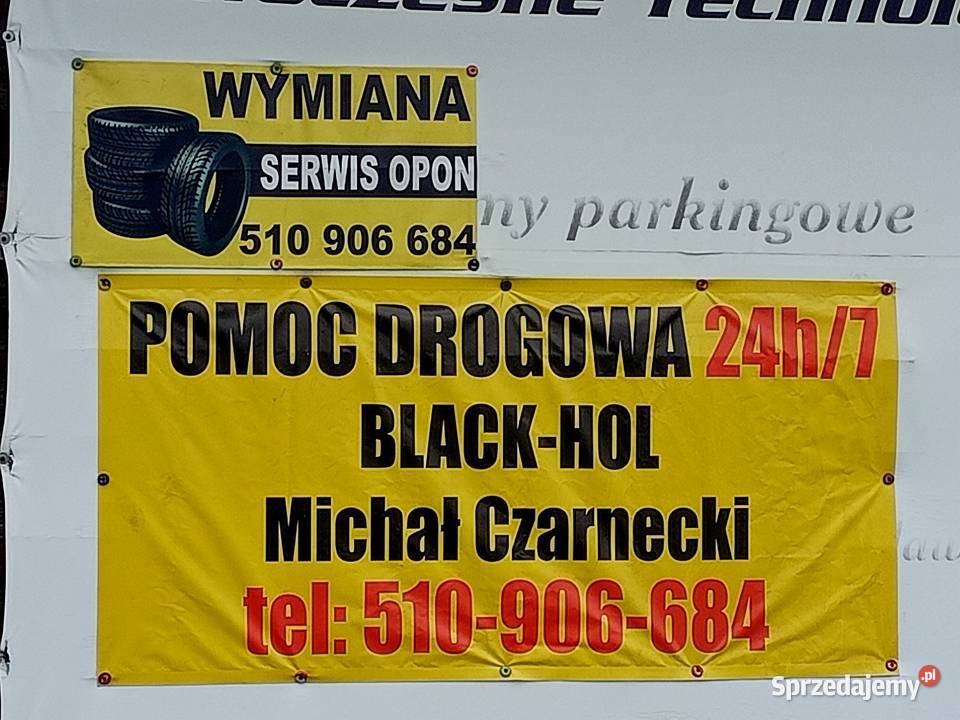 WYMIANA
SERWIS OPON
510 906 684
my parkingowe
POMOC DROGOWA 24h/7
BLACK-HOL
Michał Czarnecki
tel: 510-906-684
Sprzedajemy.pl